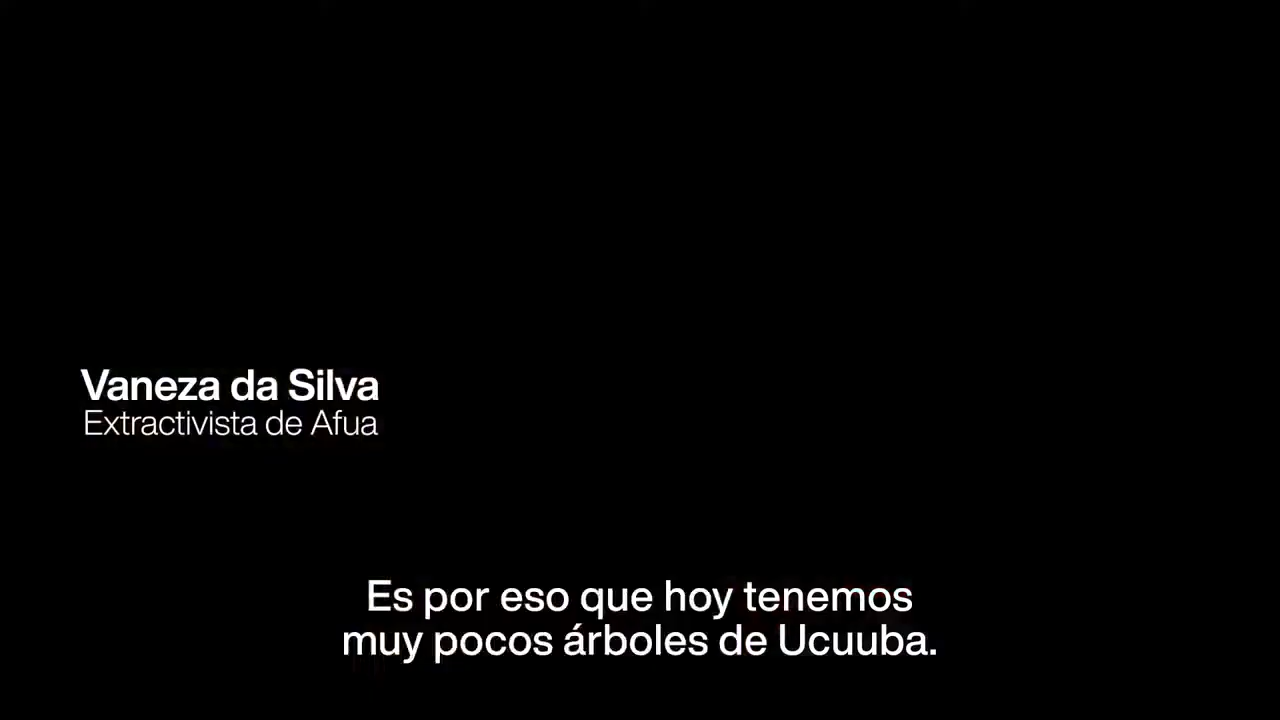 Vaneza da Silva
Extractivista de Afua
Es por eso que hoy tenemos
muy pocos árboles de Ucuuba.